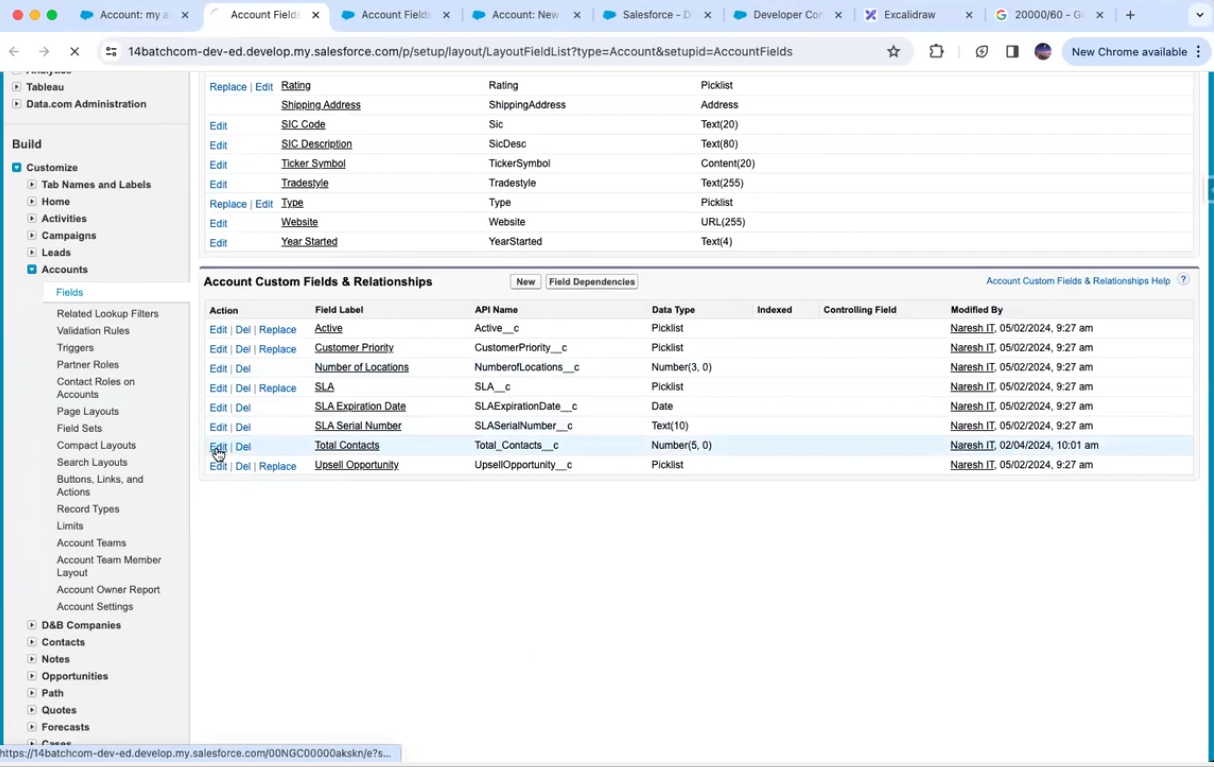 Account: my a
Account Fields
Account Fields
Account: New
Salesforce - D
Developer Con
Excalidraw
20000/60 - G
14batchcom-dev-ed.develop.my.salesforce.com/p/setup/layout/LayoutFieldList?type=Account&setupid=AccountFields
New Chrome available
Analytics
Tableau
Data.com Administration
Build
Customize
Tab Names and Labels
Home
Activities
Campaigns
Leads
Accounts
Fields
Related Lookup Filters
Validation Rules
Triggers
Partner Roles
Contact Roles on
Accounts
Page Layouts
Field Sets
Compact Layouts
Search Layouts
Buttons, Links, and
Actions
Record Types
Limits
Account Teams
Account Team Member
Layout
Account Owner Report
Account Settings
D&B Companies
Contacts
Notes
Opportunities
Path
Quotes
Forecasts
Cases
Replace | Edit Rating Rating Picklist
Shipping Address ShippingAddress Address
Edit SIC Code Sic Text(20)
Edit SIC Description SicDesc Text(80)
Edit Ticker Symbol TickerSymbol Content(20)
Edit Tradestyle Tradestyle Text(255)
Replace | Edit Type Type Picklist
Edit Website Website URL(255)
Edit Year Started YearStarted Text(4)
Account Custom Fields & Relationships New Field Dependencies Account Custom Fields & Relationships Help ?
Action Field Label API Name Data Type Indexed Controlling Field Modified By
Edit | Del | Replace Active Active__c Picklist Naresh IT, 05/02/2024, 9:27 am
Edit | Del | Replace Customer Priority CustomerPriority__c Picklist Naresh IT, 05/02/2024, 9:27 am
Edit | Del Number of Locations NumberofLocations__c Number(3, 0) Naresh IT, 05/02/2024, 9:27 am
Edit | Del | Replace SLA SLA__c Picklist Naresh IT, 05/02/2024, 9:27 am
Edit | Del SLA Expiration Date SLAExpirationDate__c Date Naresh IT, 05/02/2024, 9:27 am
Edit | Del SLA Serial Number SLASerialNumber__c Text(10) Naresh IT, 05/02/2024, 9:27 am
Edit | Del Total Contacts Total_Contacts__c Number(5, 0) Naresh IT, 02/04/2024, 10:01 am
Edit | Del | Replace Upsell Opportunity UpsellOpportunity__c Picklist Naresh IT, 05/02/2024, 9:27 am
https://14batchcom-dev-ed.develop.my.salesforce.com/00NGC00000akskn/e?s...